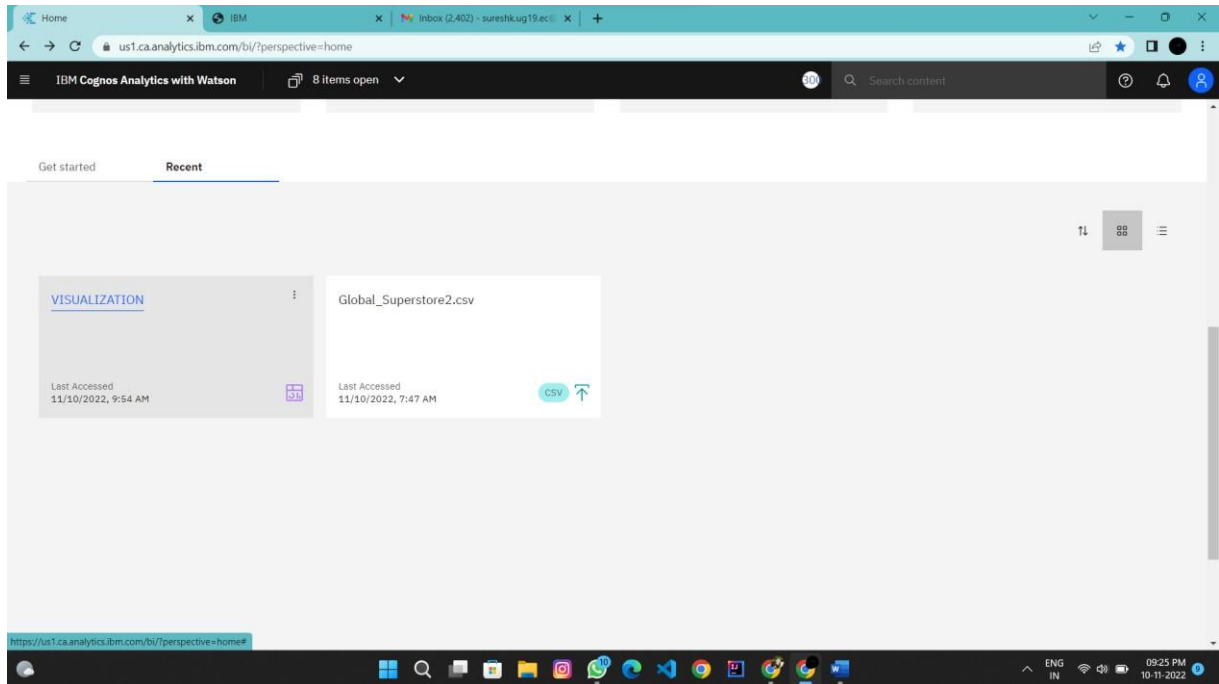 Home
IBM
Inbox (2,402) - sureshk.ug19.ec
us1.ca.analytics.ibm.com/bi/?perspective=home
IBM Cognos Analytics with Watson
8 items open
30
Search content
Get started
Recent
VISUALIZATION
Global_Superstore2.csv
Last Accessed
11/10/2022, 9:54 AM
Last Accessed
11/10/2022, 7:47 AM
CSV
https://us1.ca.analytics.ibm.com/bi/?perspective=home#
10
ENG
IN
09:25 PM
10-11-2022
9